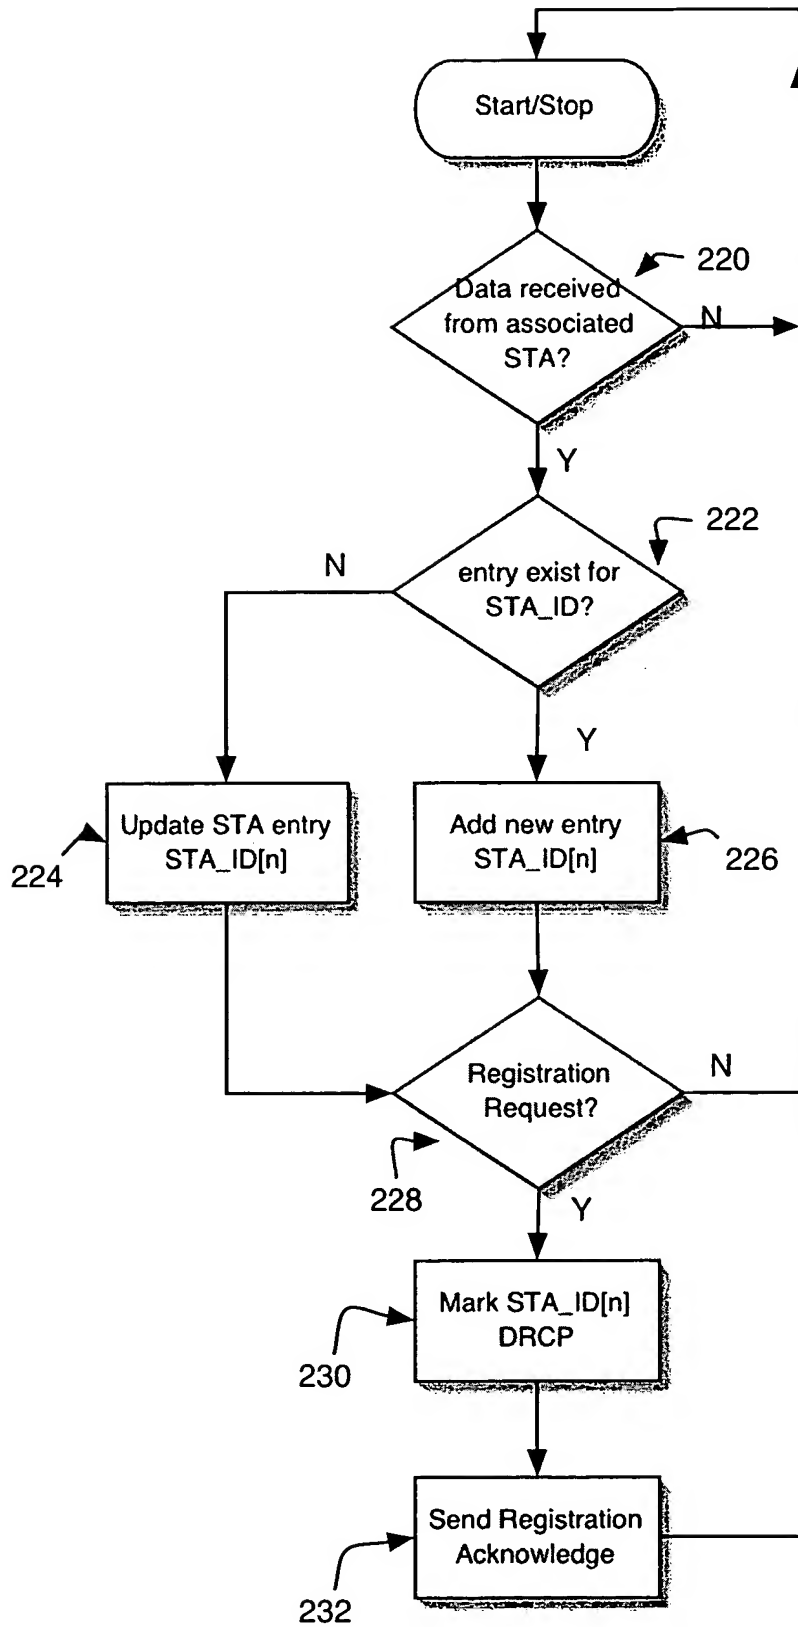 Start/Stop
220
Data received
from associated
STA?
N
Y
222
entry exist for
STA_ID?
N
Y
Update STA entry
STA_ID[n]
224
Add new entry
STA_ID[n]
226
Registration
Request?
N
228
Y
Mark STA_ID[n]
DRCP
230
Send Registration
Acknowledge
232